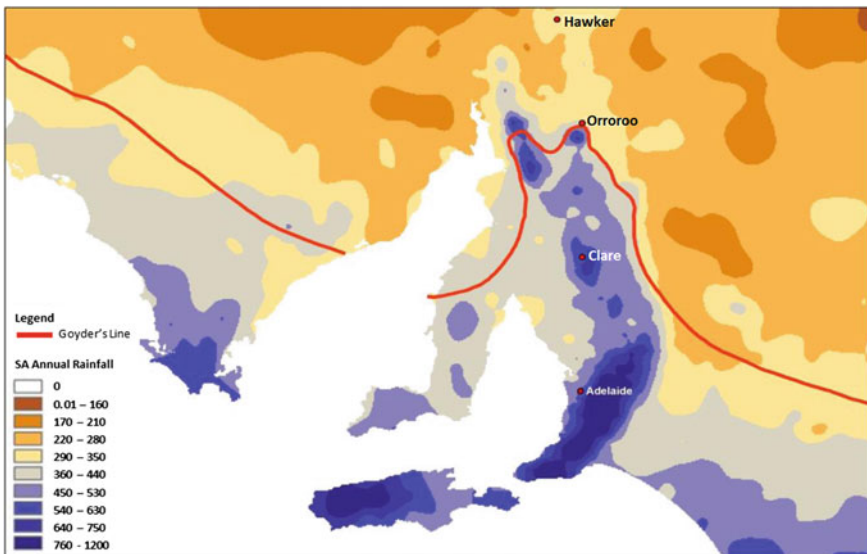 Hawker
Orroroo
Clare
Adelaide
Legend
Goyder's Line
SA Annual Rainfall
0
0.01 – 160
170 – 210
220 – 280
290 – 350
360 – 440
450 – 530
540 – 630
640 – 750
760 - 1200